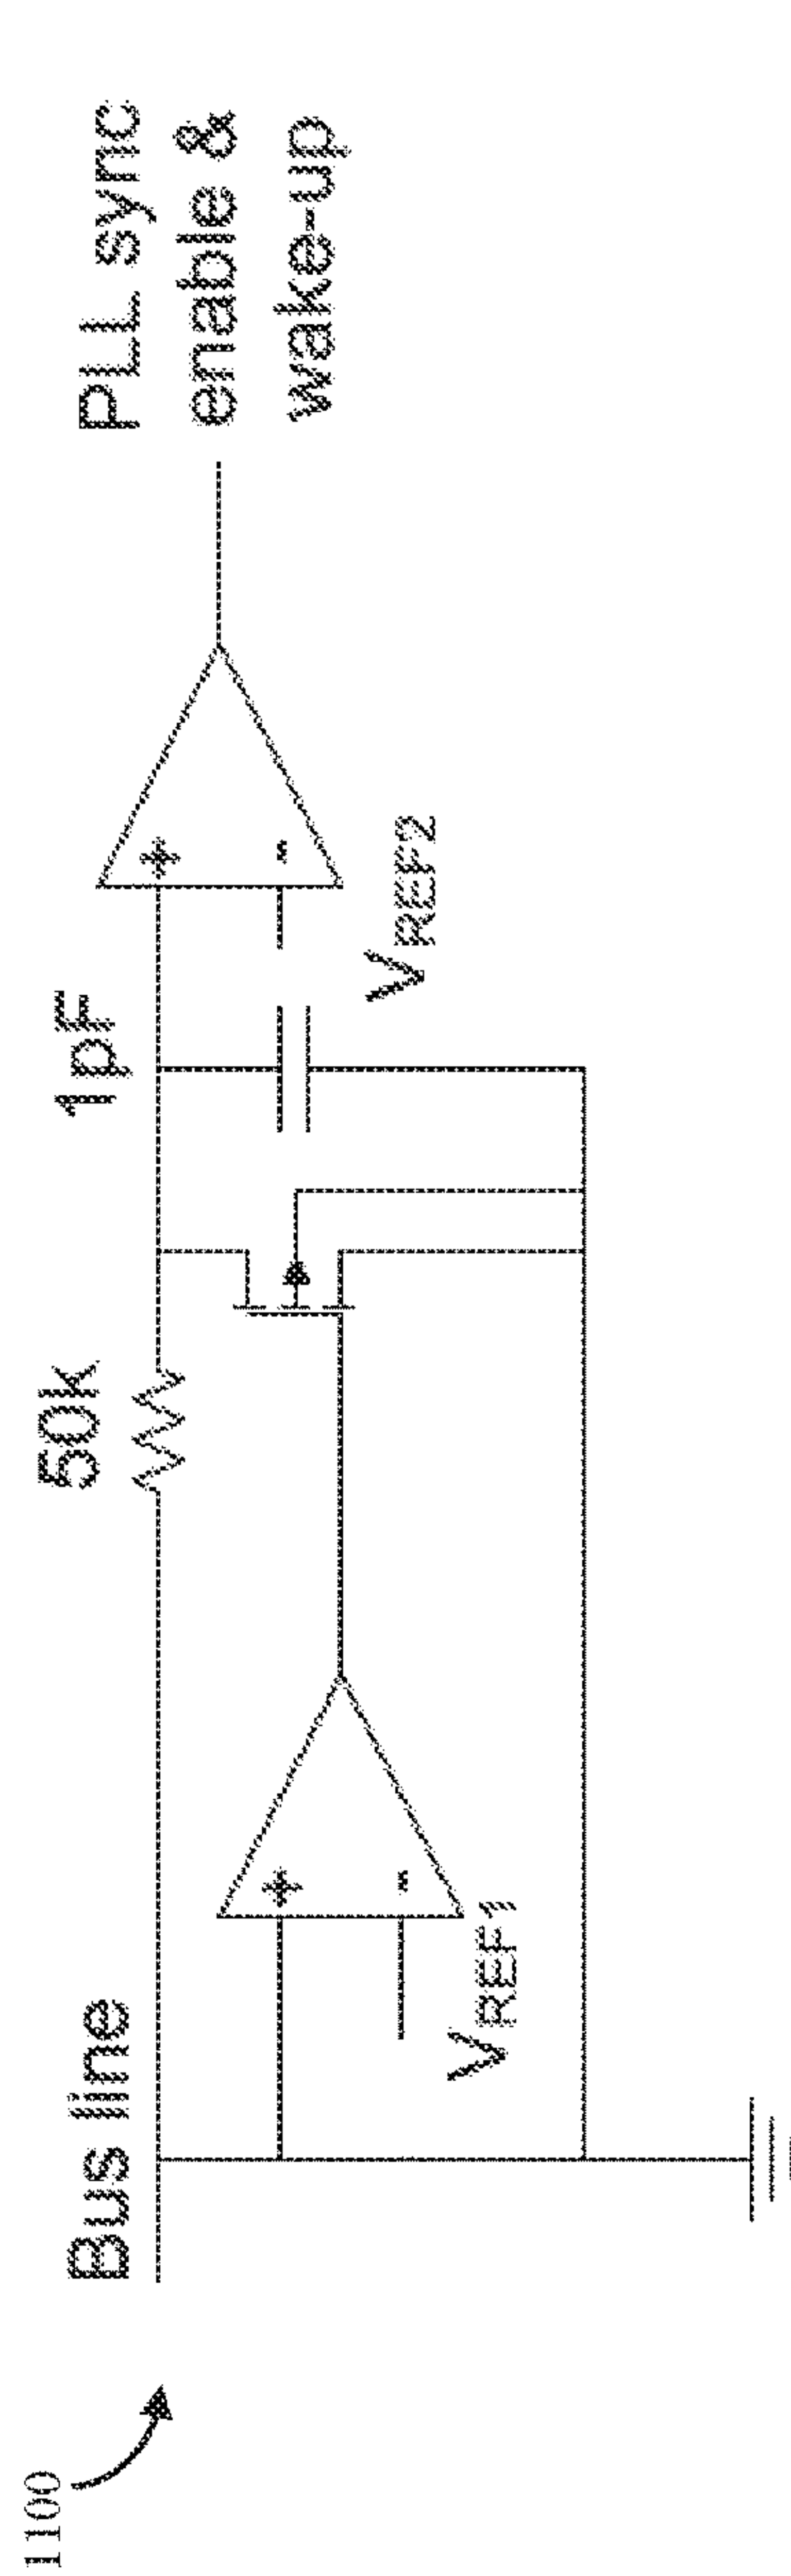 1100
Bus line
50k
1pF
+
-
VREF1
+
-
VREF2
PLL sync
enable &
wake-up